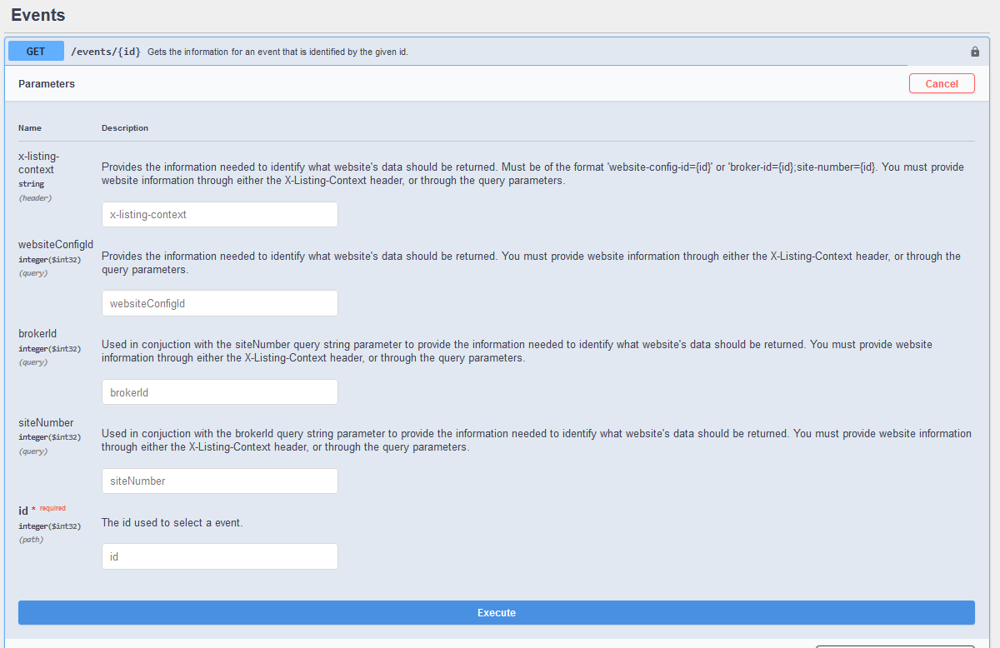 Events
GET /events/{id} Gets the information for an event that is identified by the given id.
Parameters
Cancel
Name Description
x-listing-
context
string
(header)
Provides the information needed to identify what website's data should be returned. Must be of the format 'website-config-id={id}' or 'broker-id={id};site-number={id}. You must provide
website information through either the X-Listing-Context header, or through the query parameters.
x-listing-context
websiteConfigId
integer($int32)
(query)
Provides the information needed to identify what website's data should be returned. You must provide website information through either the X-Listing-Context header, or through the
query parameters.
websiteConfigId
brokerId
integer($int32)
(query)
Used in conjuction with the siteNumber query string parameter to provide the information needed to identify what website's data should be returned. You must provide website
information through either the X-Listing-Context header, or through the query parameters.
brokerId
siteNumber
integer($int32)
(query)
Used in conjuction with the brokerId query string parameter to provide the information needed to identify what website's data should be returned. You must provide website information
through either the X-Listing-Context header, or through the query parameters.
siteNumber
id * required
integer($int32)
(path)
The id used to select a event.
id
Execute